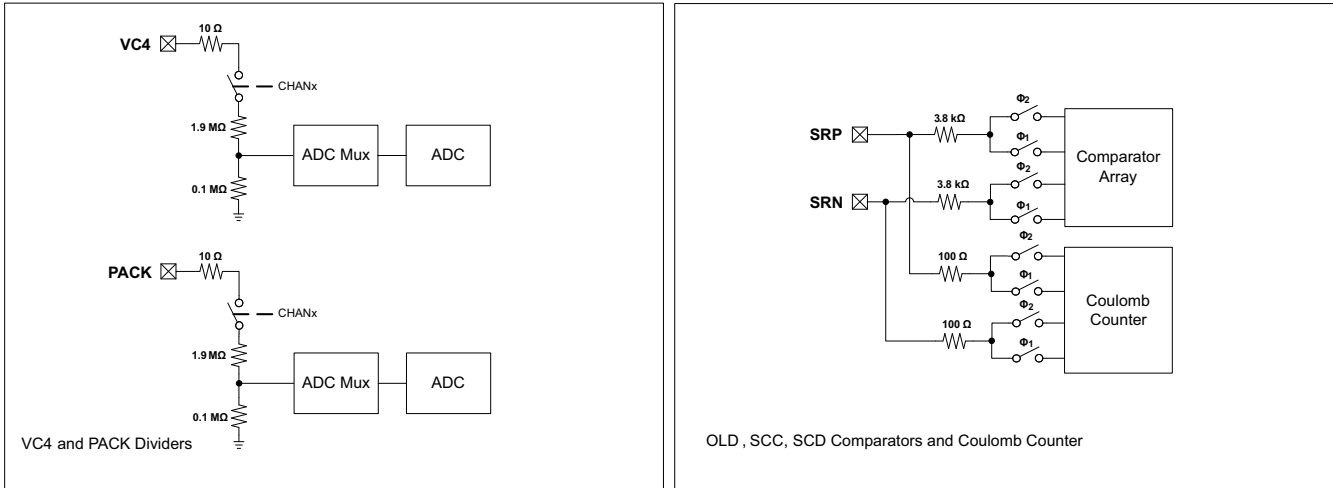 10 Ω
VC4
CHANx
1.9 MΩ
ADC Mux
ADC
0.1 MΩ
10 Ω
PACK
CHANx
1.9 MΩ
ADC Mux
ADC
0.1 MΩ
VC4 and PACK Dividers
Φ2
3.8 kΩ
SRP
Φ1
Comparator
Array
Φ2
3.8 kΩ
SRN
Φ1
Φ2
100 Ω
Φ1
Coulomb
Counter
Φ2
100 Ω
Φ1
OLD , SCC, SCD Comparators and Coulomb Counter